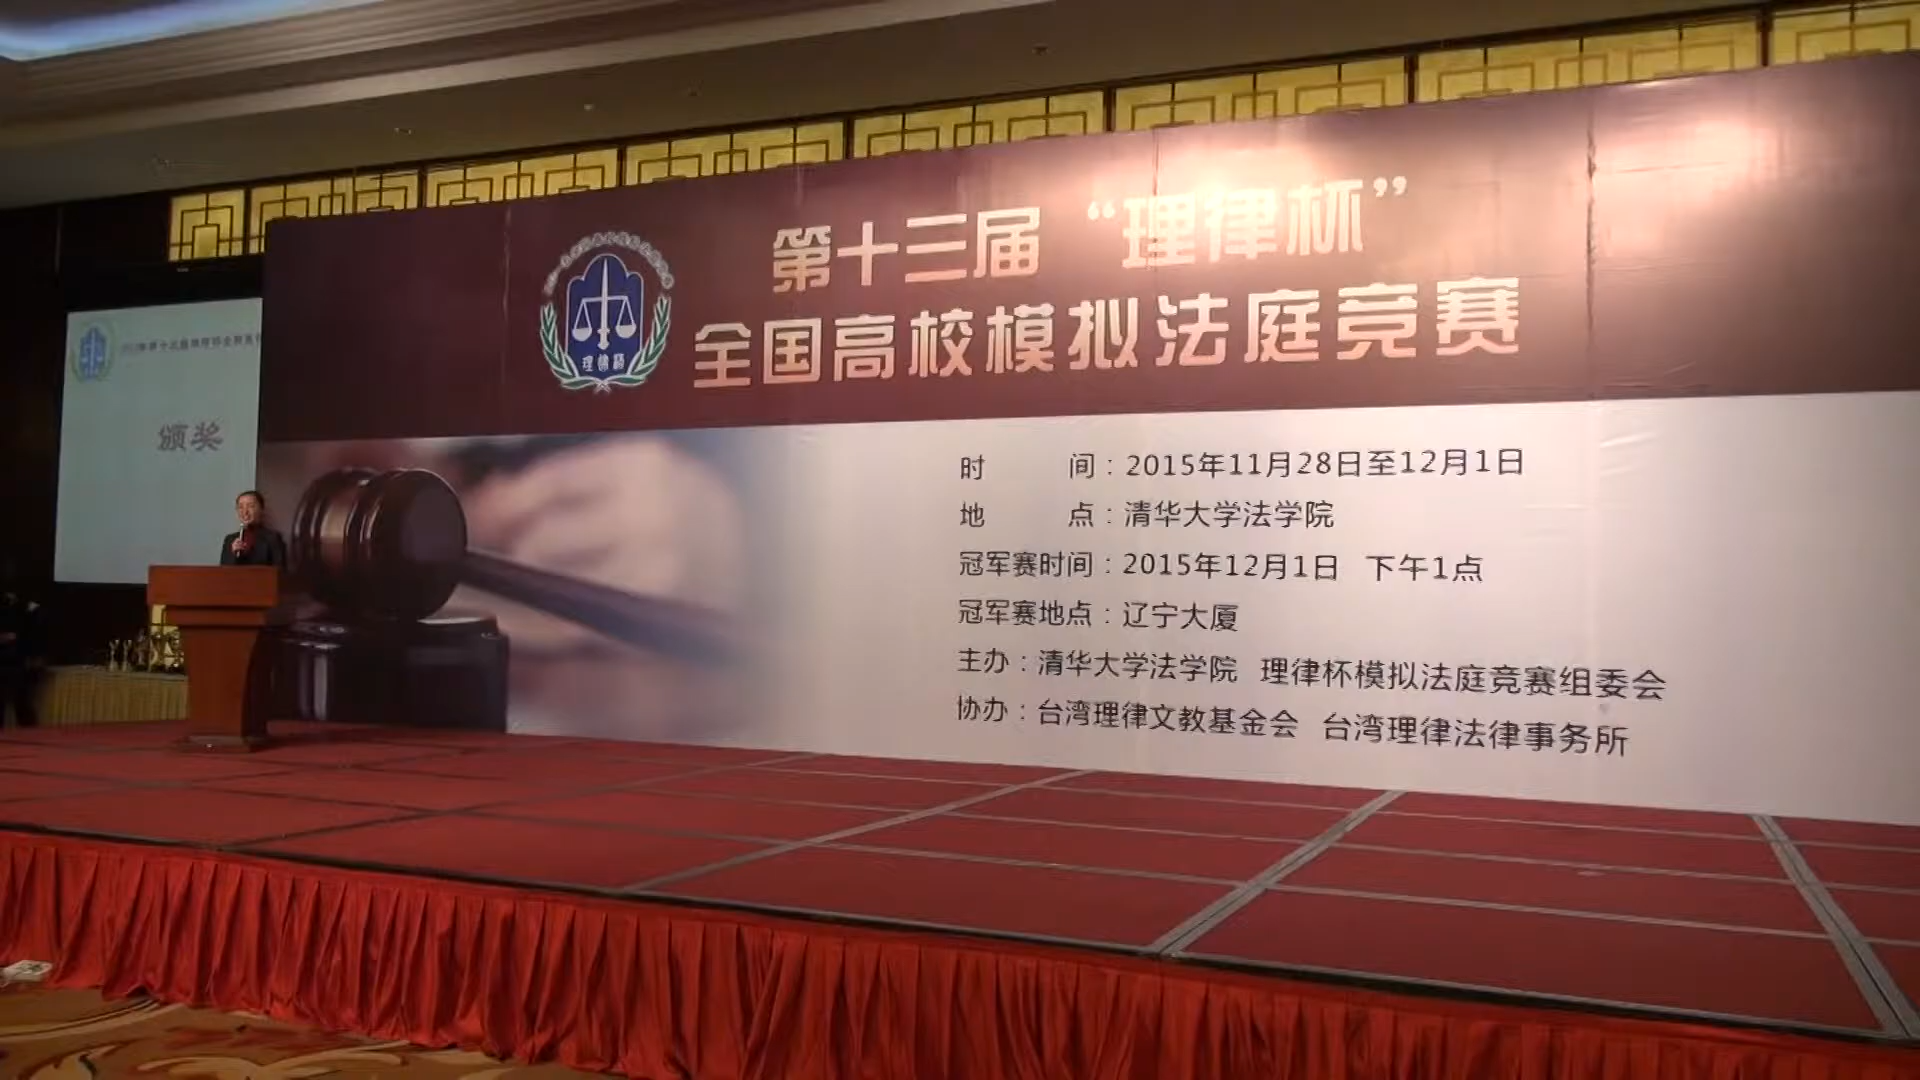 第十三届“理律杯”
全国高校模拟法庭竞赛
理律杯
颁奖
时 间：2015年11月28日至12月1日
地 点：清华大学法学院
冠军赛时间：2015年12月1日 下午1点
冠军赛地点：辽宁大厦
主办：清华大学法学院 理律杯模拟法庭竞赛组委会
协办：台湾理律文教基金会 台湾理律法律事务所